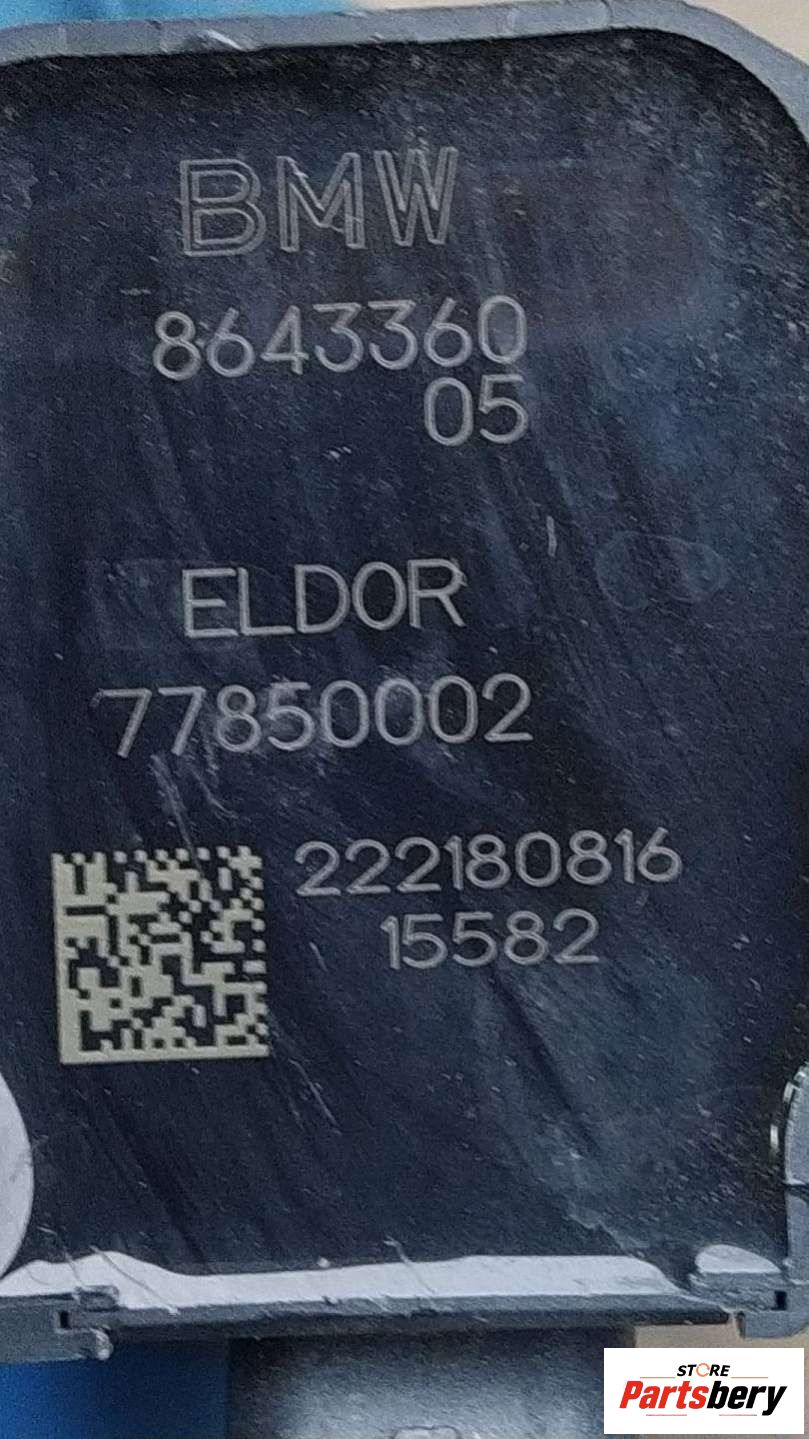 BMW
8643360
05
ELDOR
77850002
222180816
15582
STORE
Partsbery